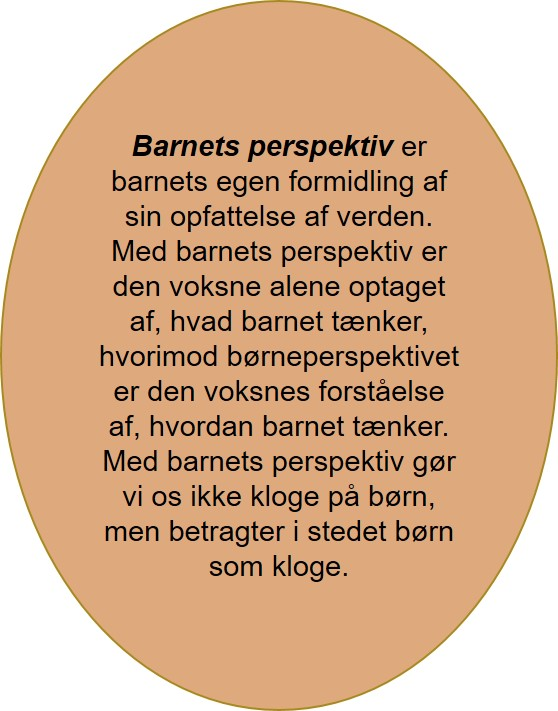 Barnets perspektiv er
barnets egen formidling af
sin opfattelse af verden.
Med barnets perspektiv er
den voksne alene optaget
af, hvad barnet tænker,
hvorimod børneperspektivet
er den voksnes forståelse
af, hvordan barnet tænker.
Med barnets perspektiv gør
vi os ikke kloge på børn,
men betragter i stedet børn
som kloge.